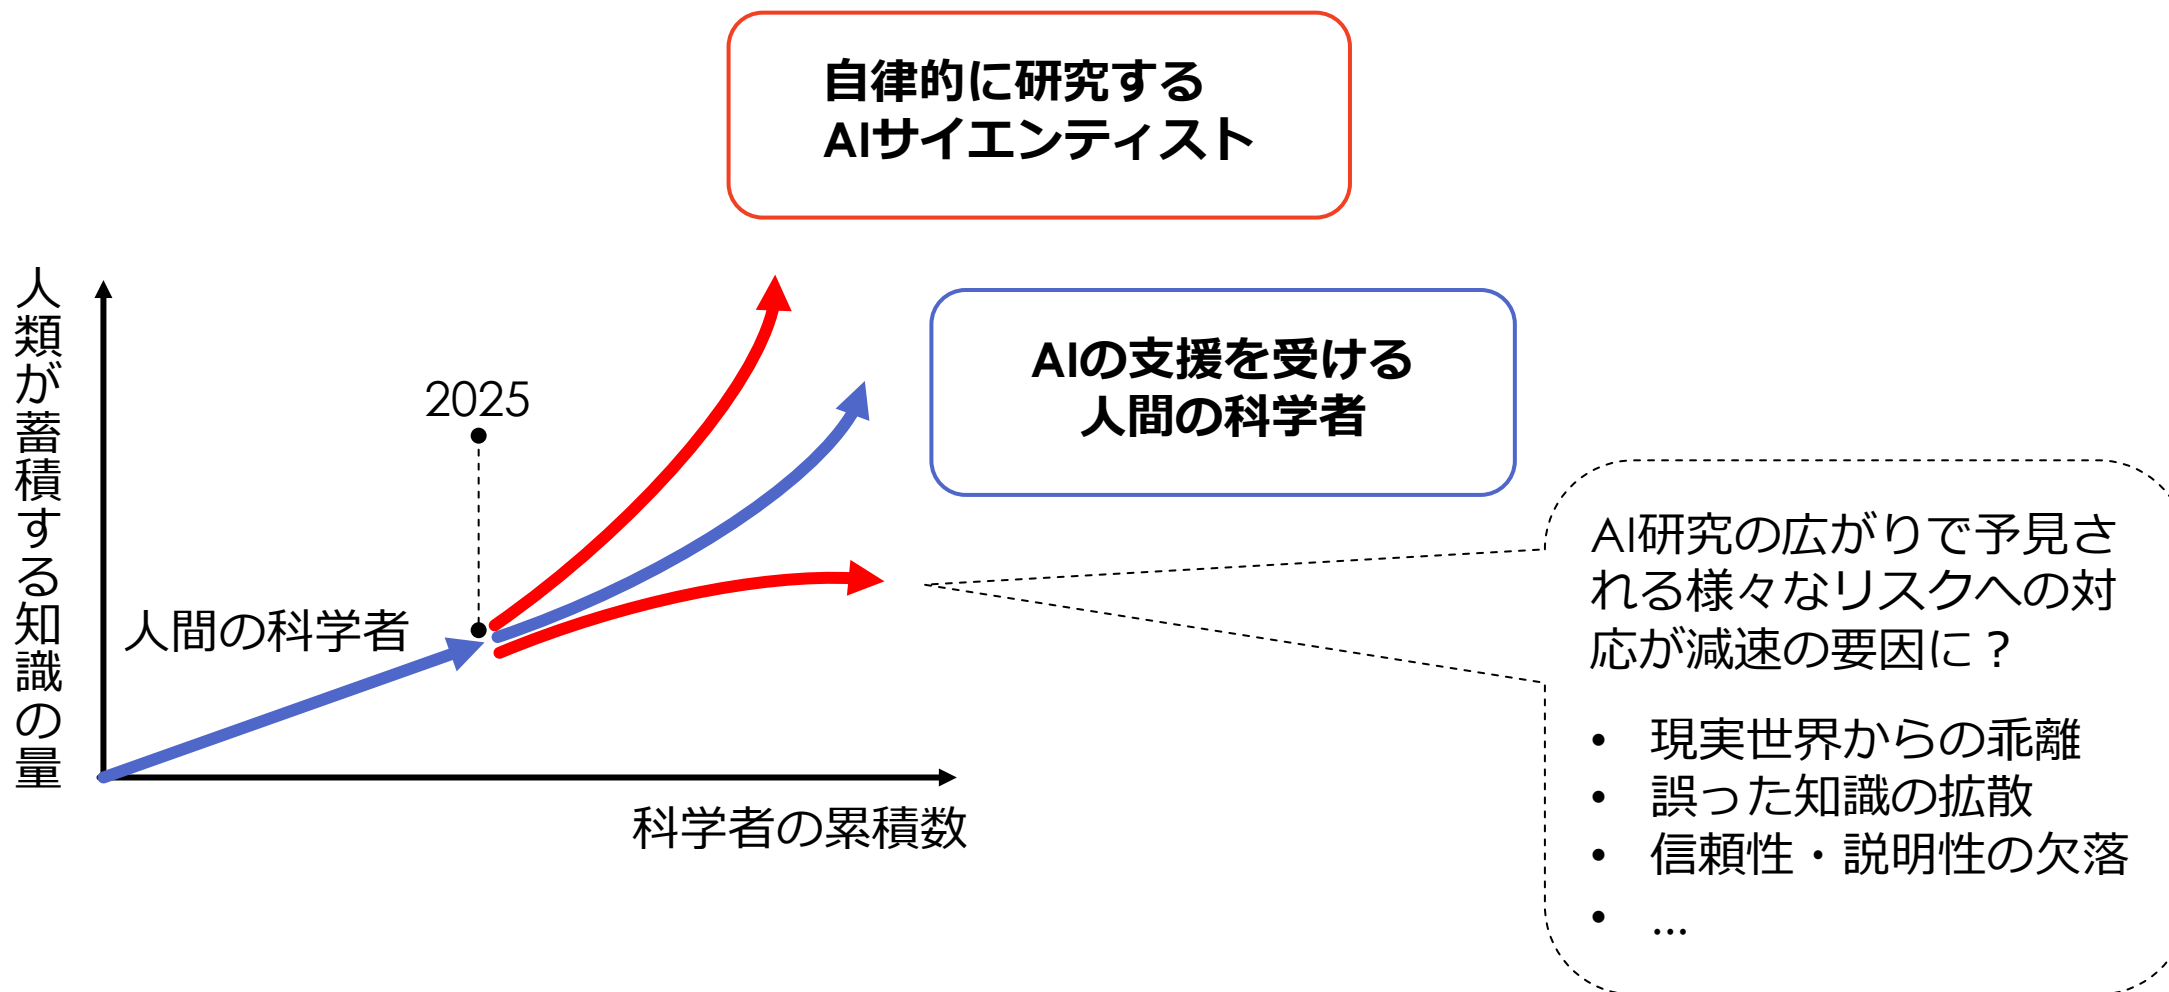 自律的に研究する
AIサイエンティスト
人類が蓄積する知識の量
AIの支援を受ける
人間の科学者
2025
人間の科学者
科学者の累積数
AI研究の広がりで予見さ
れる様々なリスクへの対
応が減速の要因に？
• 現実世界からの乖離
• 誤った知識の拡散
• 信頼性・説明性の欠落
• …